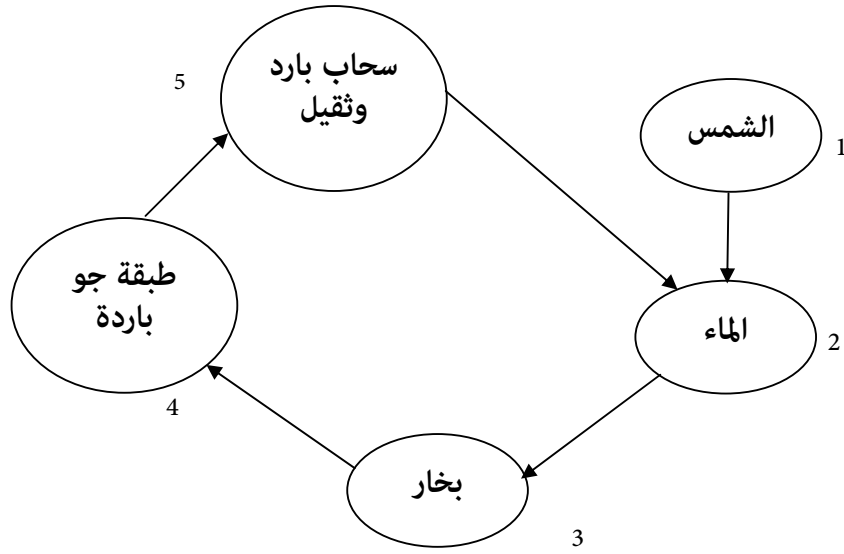 الشمس
1
الماء
2
بخار
3
طبقة جو
باردة
4
سحاب بارد
وثقيل
5